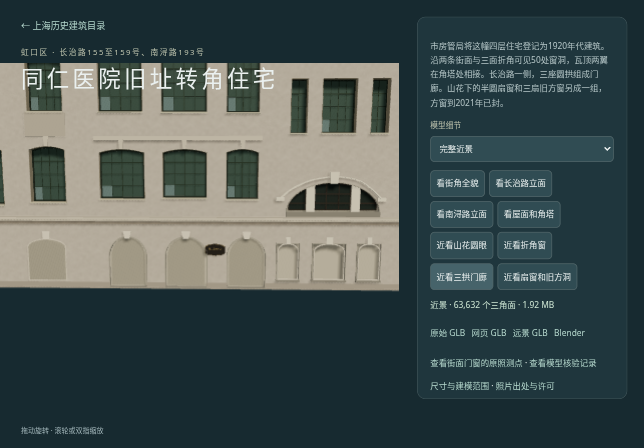 ← 上海历史建筑目录
虹口区 · 长治路155至159号、南浔路193号
同仁医院旧址转角住宅
市房管局将这幢四层住宅登记为1920年代建筑。
沿两条街面与三面折角可见50处窗洞，瓦顶两翼
在角塔处相接。长治路一侧，三座圆拱组成门
廊。山花下的半圆扇窗和三扇旧方窗另成一组，
方窗到2021年已封。
模型细节
完整近景
看街角全貌
看长治路立面
看南浔路立面
看屋面和角塔
近看山花圆眼
近看折角窗
近看三拱门廊
近看扇窗和旧方洞
近景 · 63,632 个三角面 · 1.92 MB
原始 GLB 网页 GLB 远景 GLB Blender
查看街面门窗的原照测点 · 查看模型核验记录
尺寸与建模范围 · 照片出处与许可
拖动旋转 · 滚轮或双指缩放